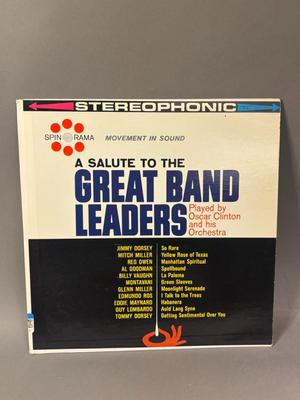 STEREOPHONIC
SPIN O RAMA
MOVEMENT IN SOUND
A SALUTE TO THE
GREAT BAND
LEADERS
Played by
Oscar Clinton
and his
Orchestra
JIMMY DORSEY So Rare
MITCH MILLER Yellow Rose of Texas
REG OWEN Manhattan Spiritual
AL GOODMAN Spellbound
BILLY VAUGHN La Paloma
MONTAVANI Green Sleeves
GLENN MILLER Moonlight Serenade
EDMUNDO ROS I Talk to the Trees
EDDIE MAYNARD Habanera
GUY LOMBARDO Auld Lang Syne
TOMMY DORSEY Getting Sentimental Over You